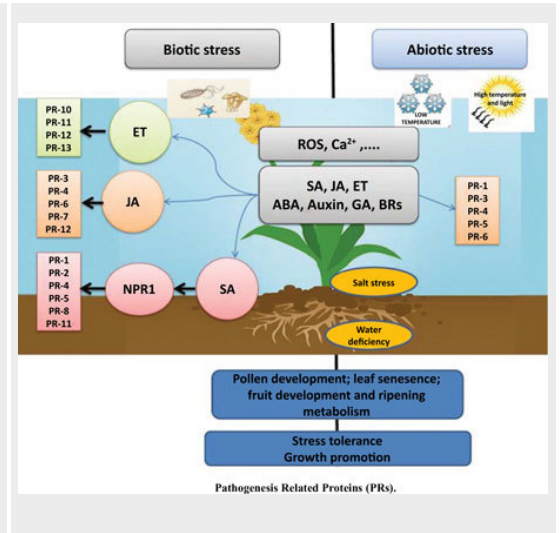 Biotic stress
Abiotic stress
LOW
TEMPERATURE
High temperature
and light
PR-10
PR-11
PR-12
PR-13
ET
ROS, Ca²⁺ ,....
SA, JA, ET
ABA, Auxin, GA, BRs
PR-3
PR-4
PR-6
PR-7
PR-12
JA
PR-1
PR-3
PR-4
PR-5
PR-6
PR-1
PR-2
PR-4
PR-5
PR-8
PR-11
NPR1
SA
Salt stress
Water
deficiency
Pollen development; leaf senesence;
fruit development and ripening
metabolism
Stress tolerance
Growth promotion
Pathogenesis Related Proteins (PRs).